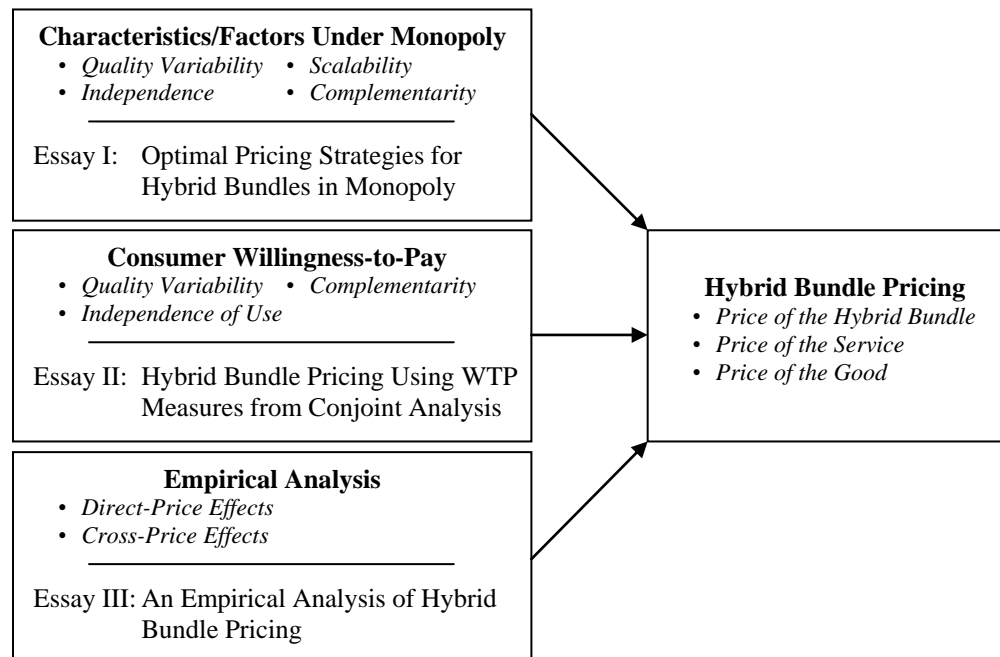 Characteristics/Factors Under Monopoly
• Quality Variability • Scalability
• Independence • Complementarity
Essay I: Optimal Pricing Strategies for
Hybrid Bundles in Monopoly
Consumer Willingness-to-Pay
• Quality Variability • Complementarity
• Independence of Use
Essay II: Hybrid Bundle Pricing Using WTP
Measures from Conjoint Analysis
Empirical Analysis
• Direct-Price Effects
• Cross-Price Effects
Essay III: An Empirical Analysis of Hybrid
Bundle Pricing
Hybrid Bundle Pricing
• Price of the Hybrid Bundle
• Price of the Service
• Price of the Good